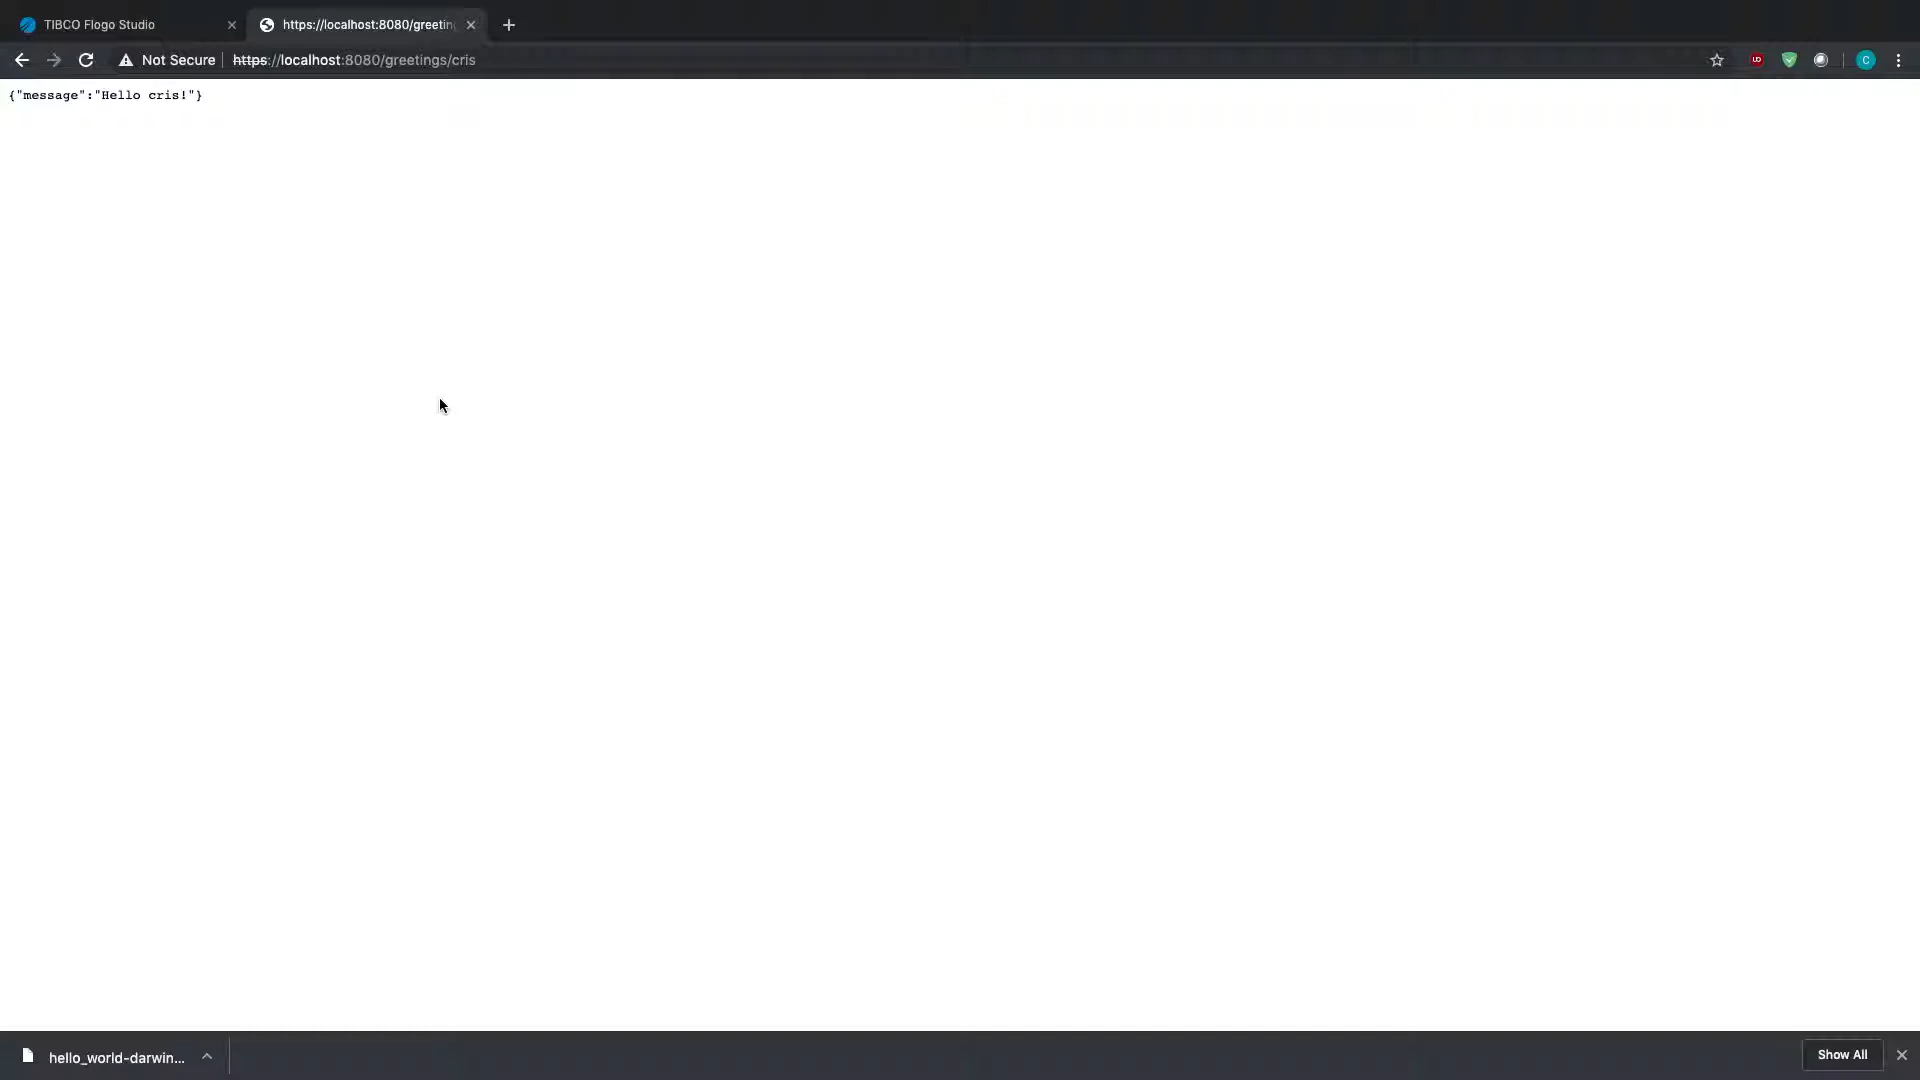 TIBCO Flogo Studio
https://localhost:8080/greetin
Not Secure
https://localhost:8080/greetings/cris
C
{"message":"Hello cris!"}
hello_world-darwin...
Show All